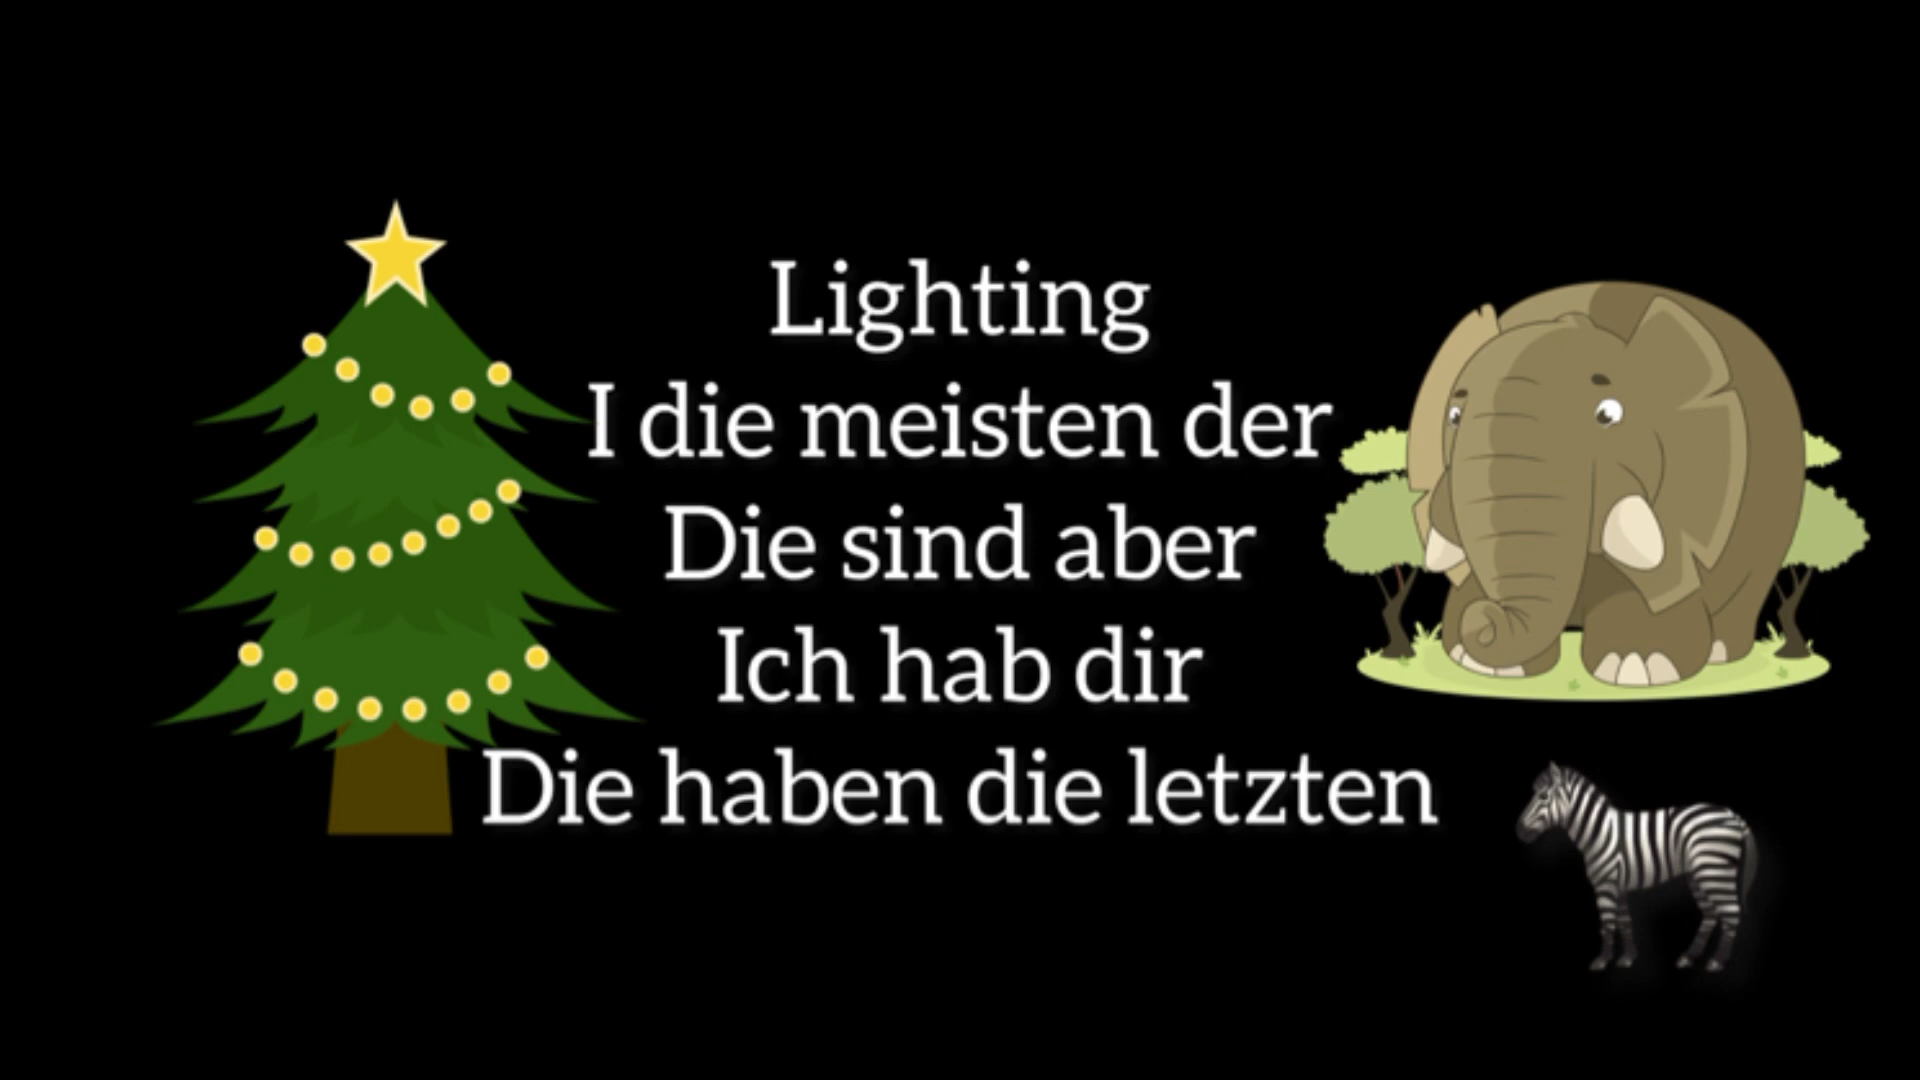 Lighting
I die meisten der
Die sind aber
Ich hab dir
Die haben die letzten